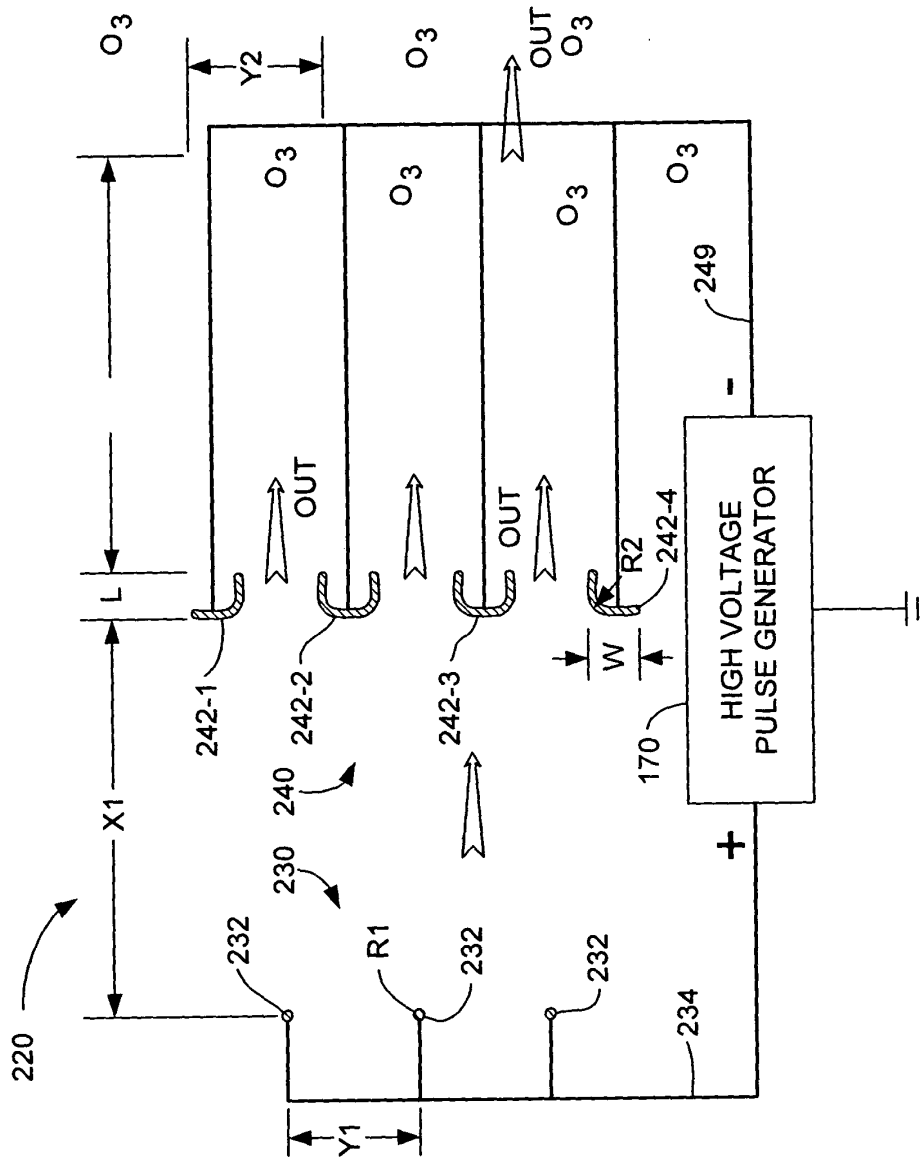 220
X1
L
O3
Y2
O3
232
230
240
242-1
OUT
O3
O3
OUT
O3
R1
232
242-2
Y1
232
242-3
OUT
O3
O3
R2
W
242-4
234
+
170
HIGH VOLTAGE
PULSE GENERATOR
-
249